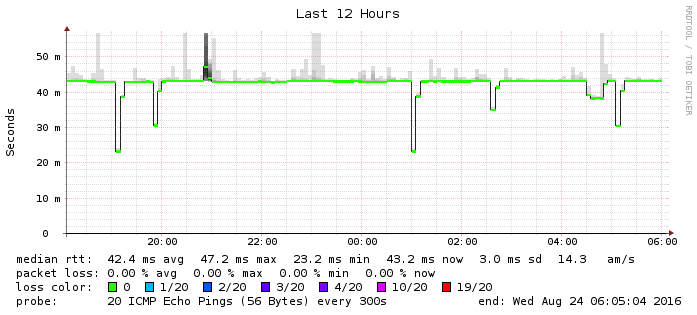 Last 12 Hours
RRDTOOL / TOBI OETIKER
Seconds
50 m
40 m
30 m
20 m
10 m
0
20:00 22:00 00:00 02:00 04:00 06:00
median rtt: 42.4 ms avg 47.2 ms max 23.2 ms min 43.2 ms now 3.0 ms sd 14.3 am/s
packet loss: 0.00 % avg 0.00 % max 0.00 % min 0.00 % now
loss color: 0 1/20 2/20 3/20 4/20 10/20 19/20
probe: 20 ICMP Echo Pings (56 Bytes) every 300s end: Wed Aug 24 06:05:04 2016